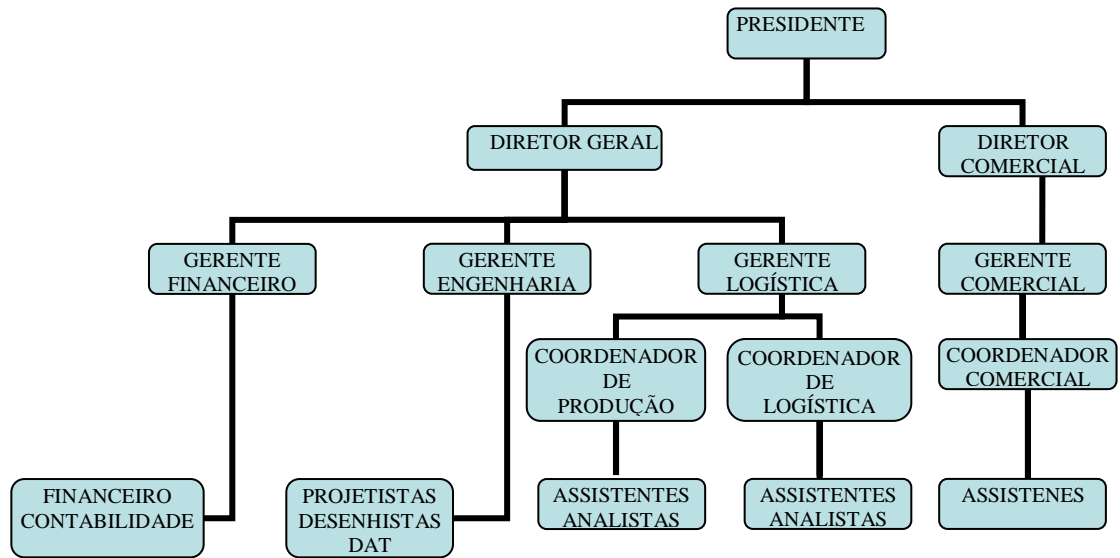 PRESIDENTE
DIRETOR GERAL
DIRETOR
COMERCIAL
GERENTE
FINANCEIRO
GERENTE
ENGENHARIA
GERENTE
LOGÍSTICA
GERENTE
COMERCIAL
COORDENADOR
DE
PRODUÇÃO
COORDENADOR
DE
LOGÍSTICA
COORDENADOR
COMERCIAL
FINANCEIRO
CONTABILIDADE
PROJETISTAS
DESENHISTAS
DAT
ASSISTENTES
ANALISTAS
ASSISTENTES
ANALISTAS
ASSISTENES